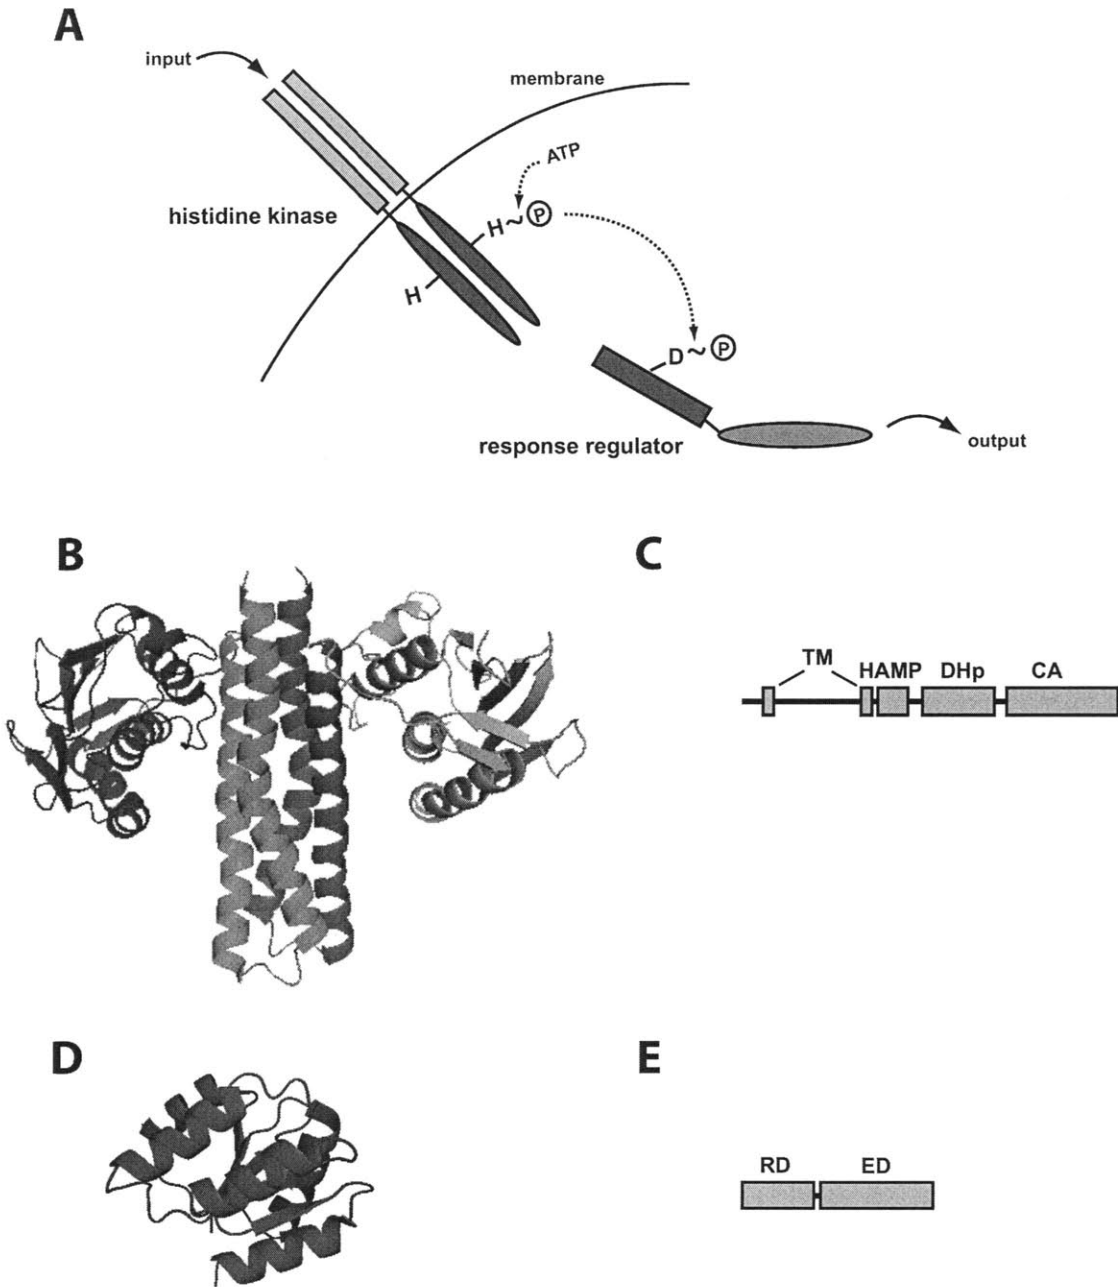 A
input
membrane
ATP
histidine kinase
H~P
H
D~P
response regulator
output
B
C
TM HAMP DHp CA
D
E
RD ED